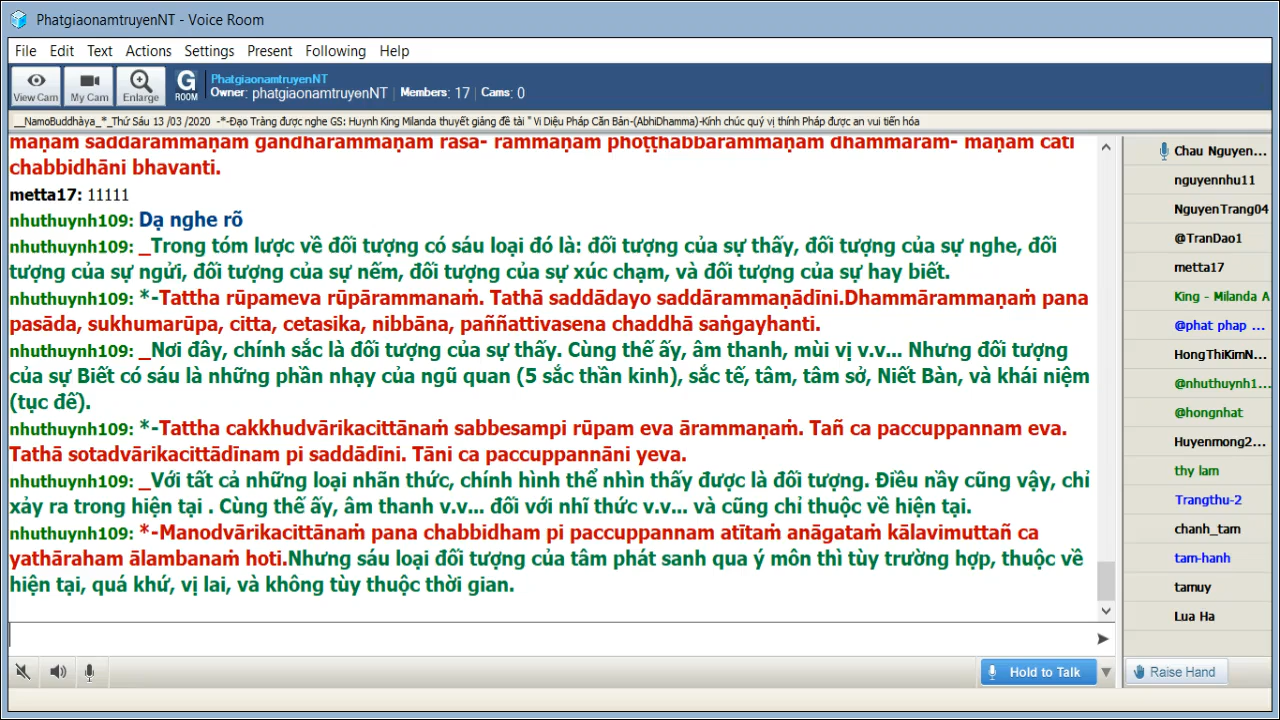 PhatgiaonamtruyenNT - Voice Room
File Edit Text Actions Settings Present Following Help
View Cam My Cam Enlarge G ROOM
PhatgiaonamtruyenNT
Owner: phatgiaonamtruyenNT Members: 17 Cams: 0
__NamoBuddhàya_*_Thứ Sáu 13 /03 /2020 -*-Đạo Tràng được nghe GS: Huynh King Milanda thuyết giảng đề tài " Vi Diệu Pháp Căn Bản-(AbhiDhamma)-Kính chúc quý vị thính Pháp được an vui tiến hóa
maṇaṁ saddārammaṇaṁ gandhārammaṇaṁ rasā- rammaṇaṁ phoṭṭhabbārammaṇaṁ dhammāram- maṇaṁ cāti
chabbidhāni bhavanti.
metta17: 11111
nhuthuynh109: Dạ nghe rõ
nhuthuynh109: _Trong tóm lược về đối tượng có sáu loại đó là: đối tượng của sự thấy, đối tượng của sự nghe, đối
tượng của sự ngửi, đối tượng của sự nếm, đối tượng của sự xúc chạm, và đối tượng của sự hay biết.
nhuthuynh109: *-Tattha rūpameva rūpārammanaṁ. Tathā saddādayo saddārammaṇādīni.Dhammārammaṇaṁ pana
pasāda, sukhumarūpa, citta, cetasika, nibbāna, paññattivasena chaddhā saṅgayhanti.
nhuthuynh109: _Nơi đây, chính sắc là đối tượng của sự thấy. Cùng thế ấy, âm thanh, mùi vị v.v... Nhưng đối tượng
của sự Biết có sáu là những phần nhạy của ngũ quan (5 sắc thần kinh), sắc tế, tâm, tâm sở, Niết Bàn, và khái niệm
(tục đế).
nhuthuynh109: *-Tattha cakkhudvārikacittānaṁ sabbesampi rūpam eva ārammaṇaṁ. Tañ ca paccuppannam eva.
Tathā sotadvārikacittādīnam pi saddādīni. Tāni ca paccuppannāni yeva.
nhuthuynh109: _Với tất cả những loại nhãn thức, chính hình thể nhìn thấy được là đối tượng. Điều nầy cũng vậy, chỉ
xảy ra trong hiện tại . Cùng thế ấy, âm thanh v.v... đối với nhĩ thức v.v... và cũng chỉ thuộc về hiện tại.
nhuthuynh109: *-Manodvārikacittānaṁ pana chabbidham pi paccuppannam atītaṁ anāgataṁ kālavimuttañ ca
yathārahaṁ ālambanaṁ hoti.Nhưng sáu loại đối tượng của tâm phát sanh qua ý môn thì tùy trường hợp, thuộc về
hiện tại, quá khứ, vị lai, và không tùy thuộc thời gian.
Chau Nguyen...
nguyennhu11
NguyenTrang04
@TranDao1
metta17
King - Milanda A
@phat phap ...
HongThiKimN...
@nhuthuynh1...
@hongnhat
Huyenmong2...
thy lam
Trangthu-2
chanh_tam
tam-hanh
tamuy
Lua Ha
Hold to Talk
Raise Hand